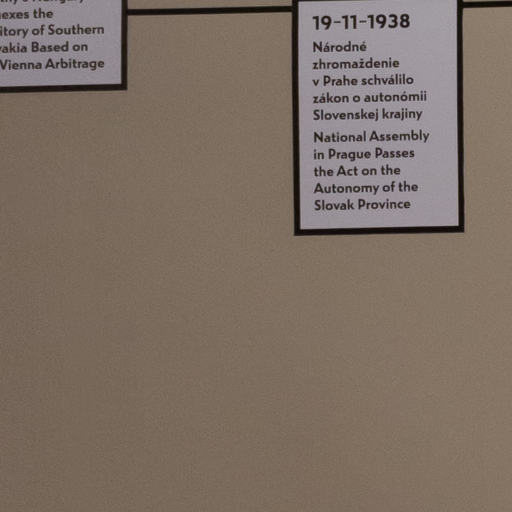 exes the
itory of Southern
akia Based on
Vienna Arbitrage
19-11-1938
Národné
zhromaždenie
v Prahe schválilo
zákon o autonómii
Slovenskej krajiny
National Assembly
in Prague Passes
the Act on the
Autonomy of the
Slovak Province